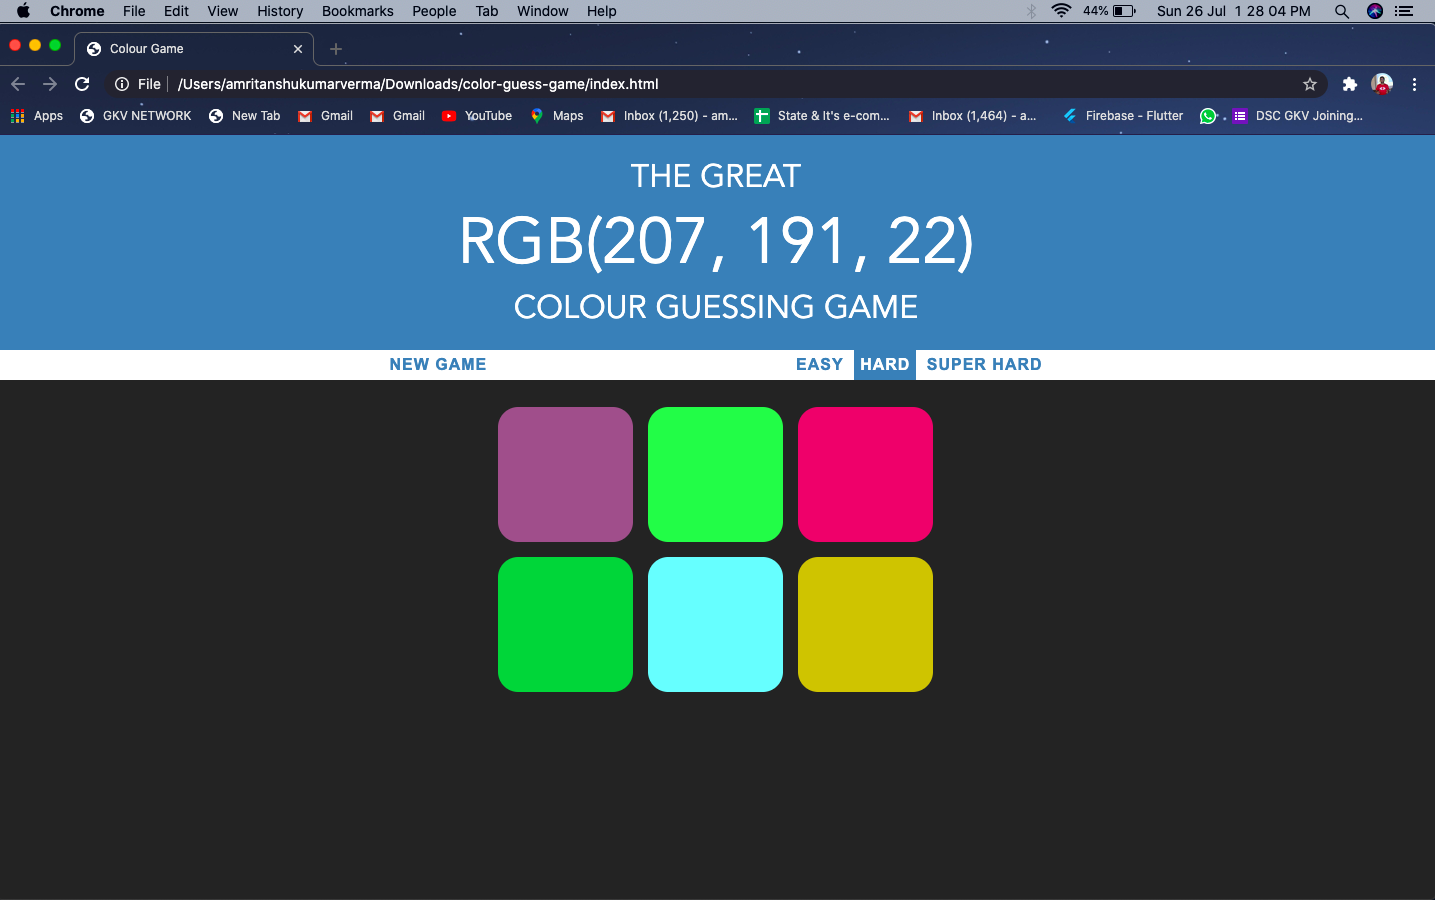 Chrome File Edit View History Bookmarks People Tab Window Help 44% Sun 26 Jul 1 28 04 PM
Colour Game
File /Users/amritanshukumarverma/Downloads/color-guess-game/index.html
Apps GKV NETWORK New Tab Gmail Gmail YouTube Maps Inbox (1,250) - am... State & It's e-com... Inbox (1,464) - a... Firebase - Flutter DSC GKV Joining...
THE GREAT
RGB(207, 191, 22)
COLOUR GUESSING GAME
NEW GAME EASY HARD SUPER HARD